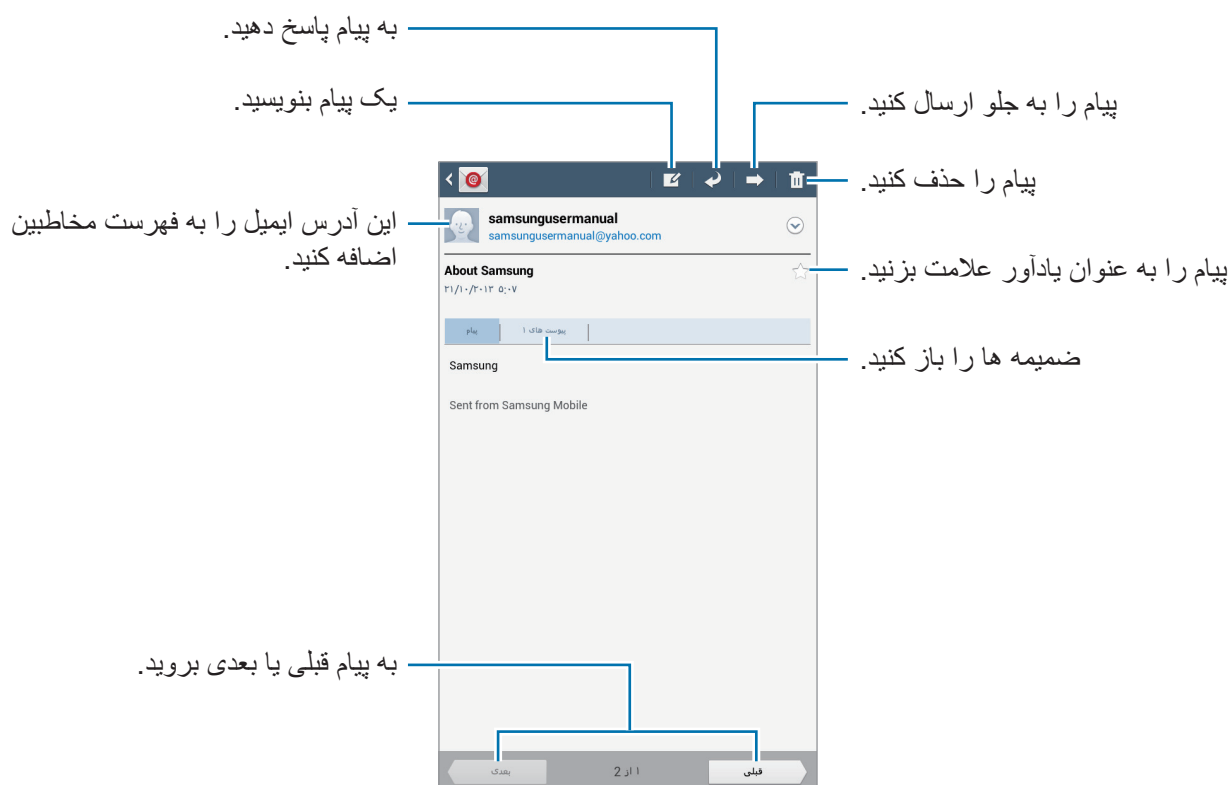 به پیام پاسخ دهید.
یک پیام بنویسید.
پیام را به جلو ارسال کنید.
پیام را حذف کنید.
این آدرس ایمیل را به فهرست مخاطبین
اضافه کنید.
samsungusermanual
samsungusermanual@yahoo.com
پیام را به عنوان یادآور علامت بزنید.
About Samsung
۲۱/۱۰/۲۰۱۳ ۵:۰۷
پیام
پیوست های ۱
ضمیمه ها را باز کنید.
Samsung
Sent from Samsung Mobile
به پیام قبلی یا بعدی بروید.
بعدی
۱ از 2
قبلی